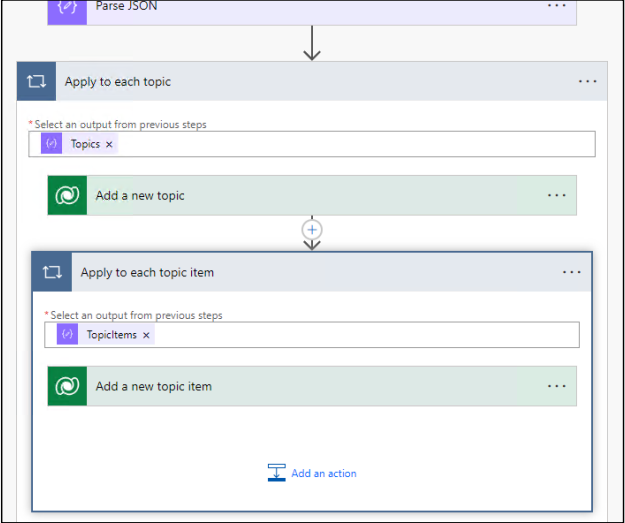 Parse JSON
Apply to each topic
* Select an output from previous steps
Topics ×
Add a new topic
Apply to each topic item
* Select an output from previous steps
TopicItems ×
Add a new topic item
Add an action